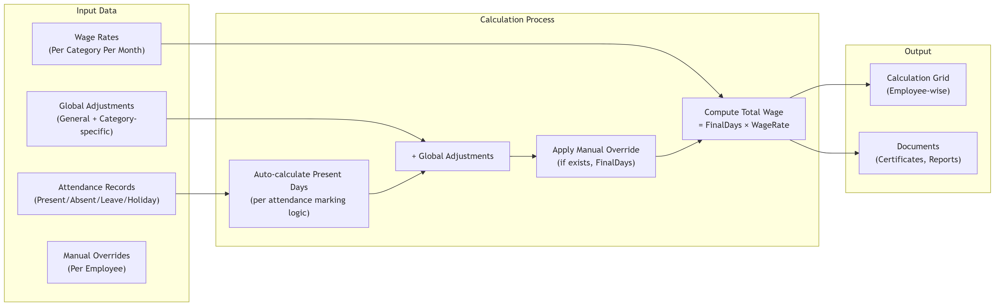 Input Data
Wage Rates
(Per Category Per Month)
Global Adjustments
(General + Category-
specific)
Attendance Records
(Present/Absent/Leave/Holiday)
Manual Overrides
(Per Employee)
Calculation Process
Auto-calculate Present
Days
(per attendance marking
logic)
+ Global Adjustments
Apply Manual Override
(if exists, FinalDays)
Compute Total Wage
= FinalDays × WageRate
Output
Calculation Grid
(Employee-wise)
Documents
(Certificates, Reports)